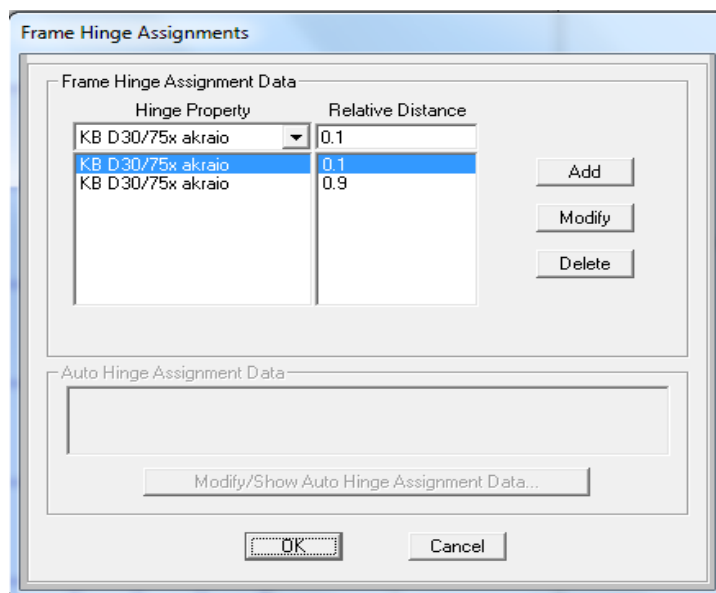 Frame Hinge Assignments
Frame Hinge Assignment Data
Hinge Property Relative Distance
KB D30/75x akraio 0.1
KB D30/75x akraio 0.1
KB D30/75x akraio 0.9
Add
Modify
Delete
Auto Hinge Assignment Data
Modify/Show Auto Hinge Assignment Data...
OK Cancel